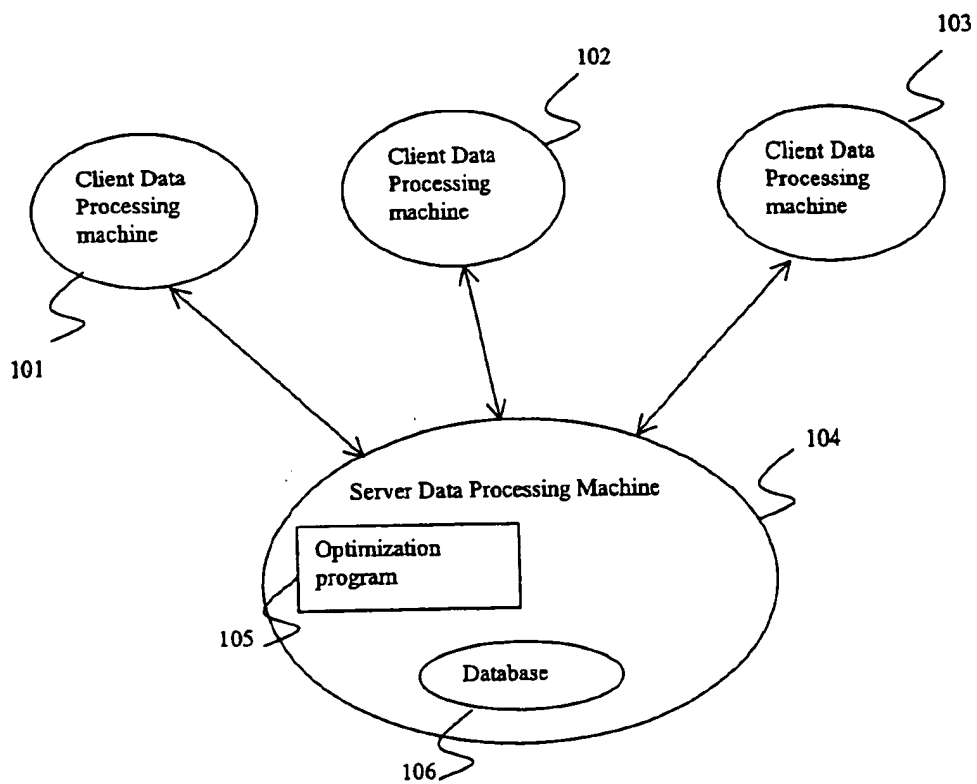 103
102
Client Data
Processing
machine
Client Data
Processing
machine
Client Data
Processing
machine
101
104
Server Data Processing Machine
Optimization
program
105
Database
106